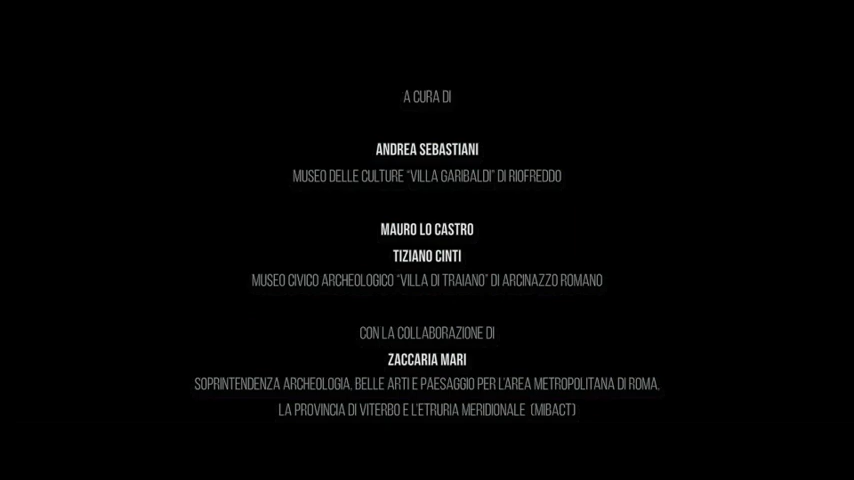 A CURA DI
ANDREA SEBASTIANI
MUSEO DELLE CULTURE "VILLA GARIBALDI" DI RIOFREDDO
MAURO LO CASTRO
TIZIANO CINTI
MUSEO CIVICO ARCHEOLOGICO "VILLA DI TRAIANO" DI ARCINAZZO ROMANO
CON LA COLLABORAZIONE DI
ZACCARIA MARI
SOPRINTENDENZA ARCHEOLOGIA, BELLE ARTI E PAESAGGIO PER L'AREA METROPOLITANA DI ROMA,
LA PROVINCIA DI VITERBO E L'ETRURIA MERIDIONALE (MIBACT)